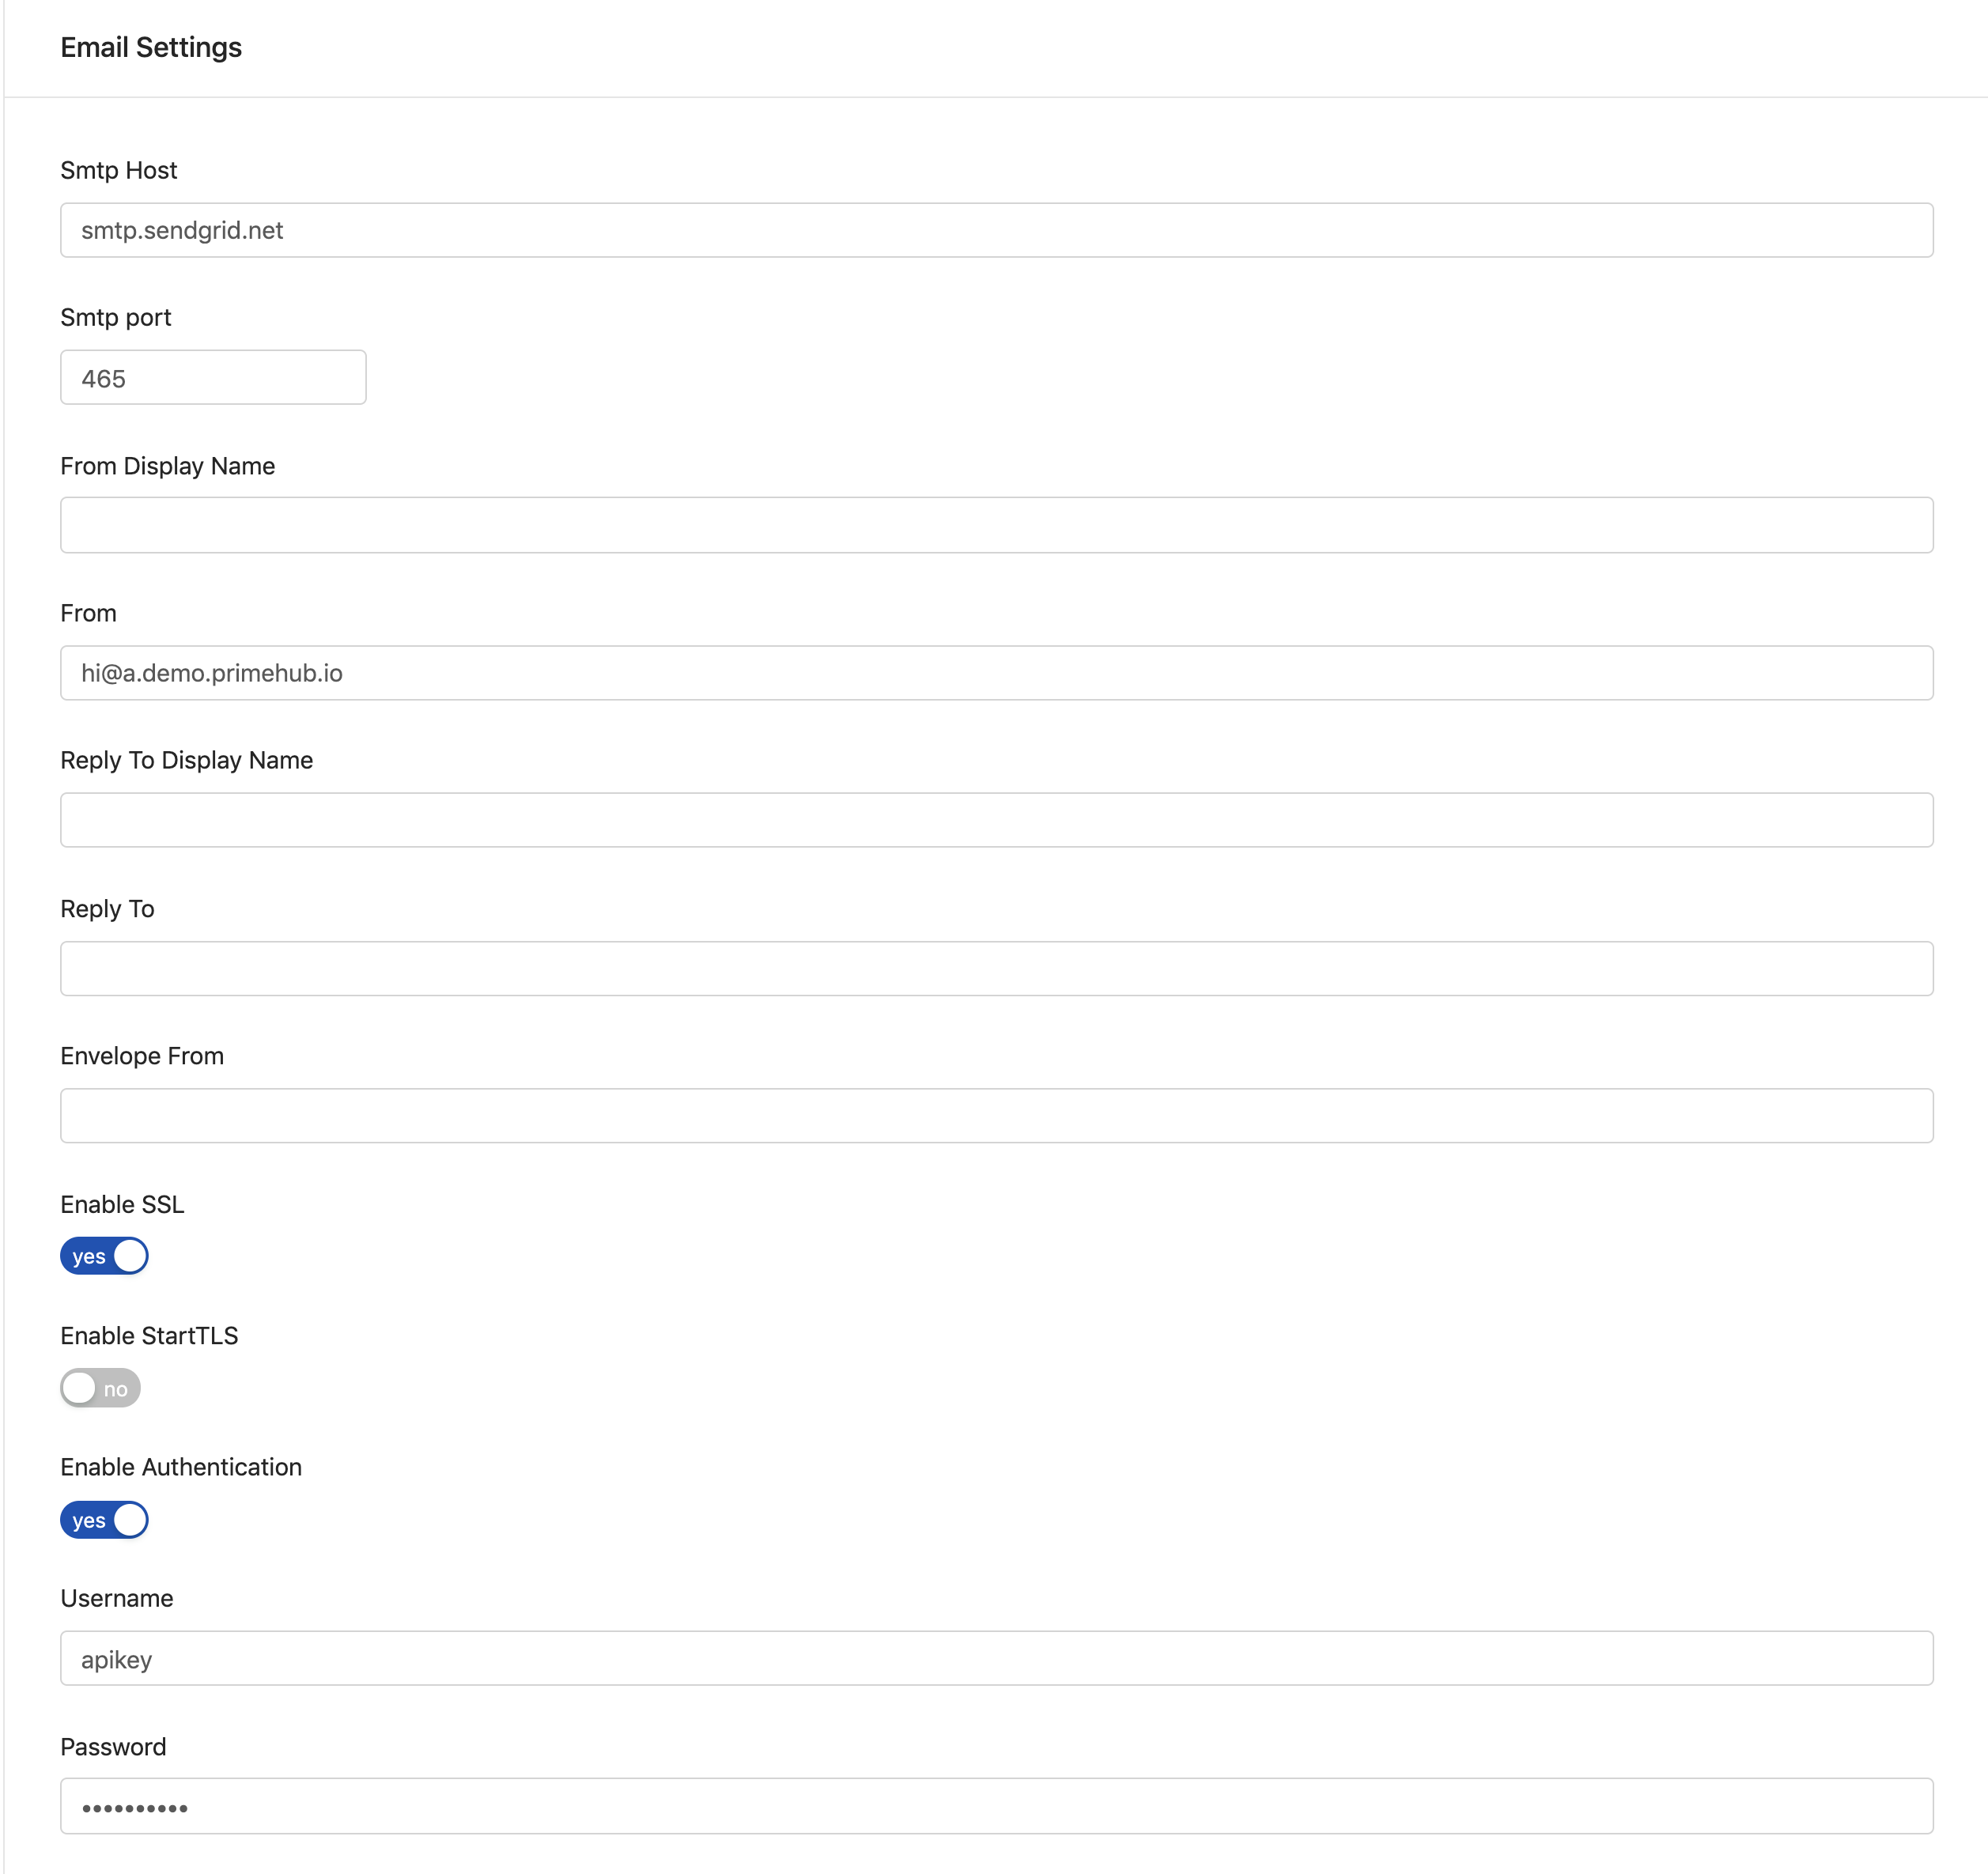 Email Settings
Smtp Host
smtp.sendgrid.net
Smtp port
465
From Display Name
From
hi@a.demo.primehub.io
Reply To Display Name
Reply To
Envelope From
Enable SSL
yes
Enable StartTLS
no
Enable Authentication
yes
Username
apikey
Password
••••••••••